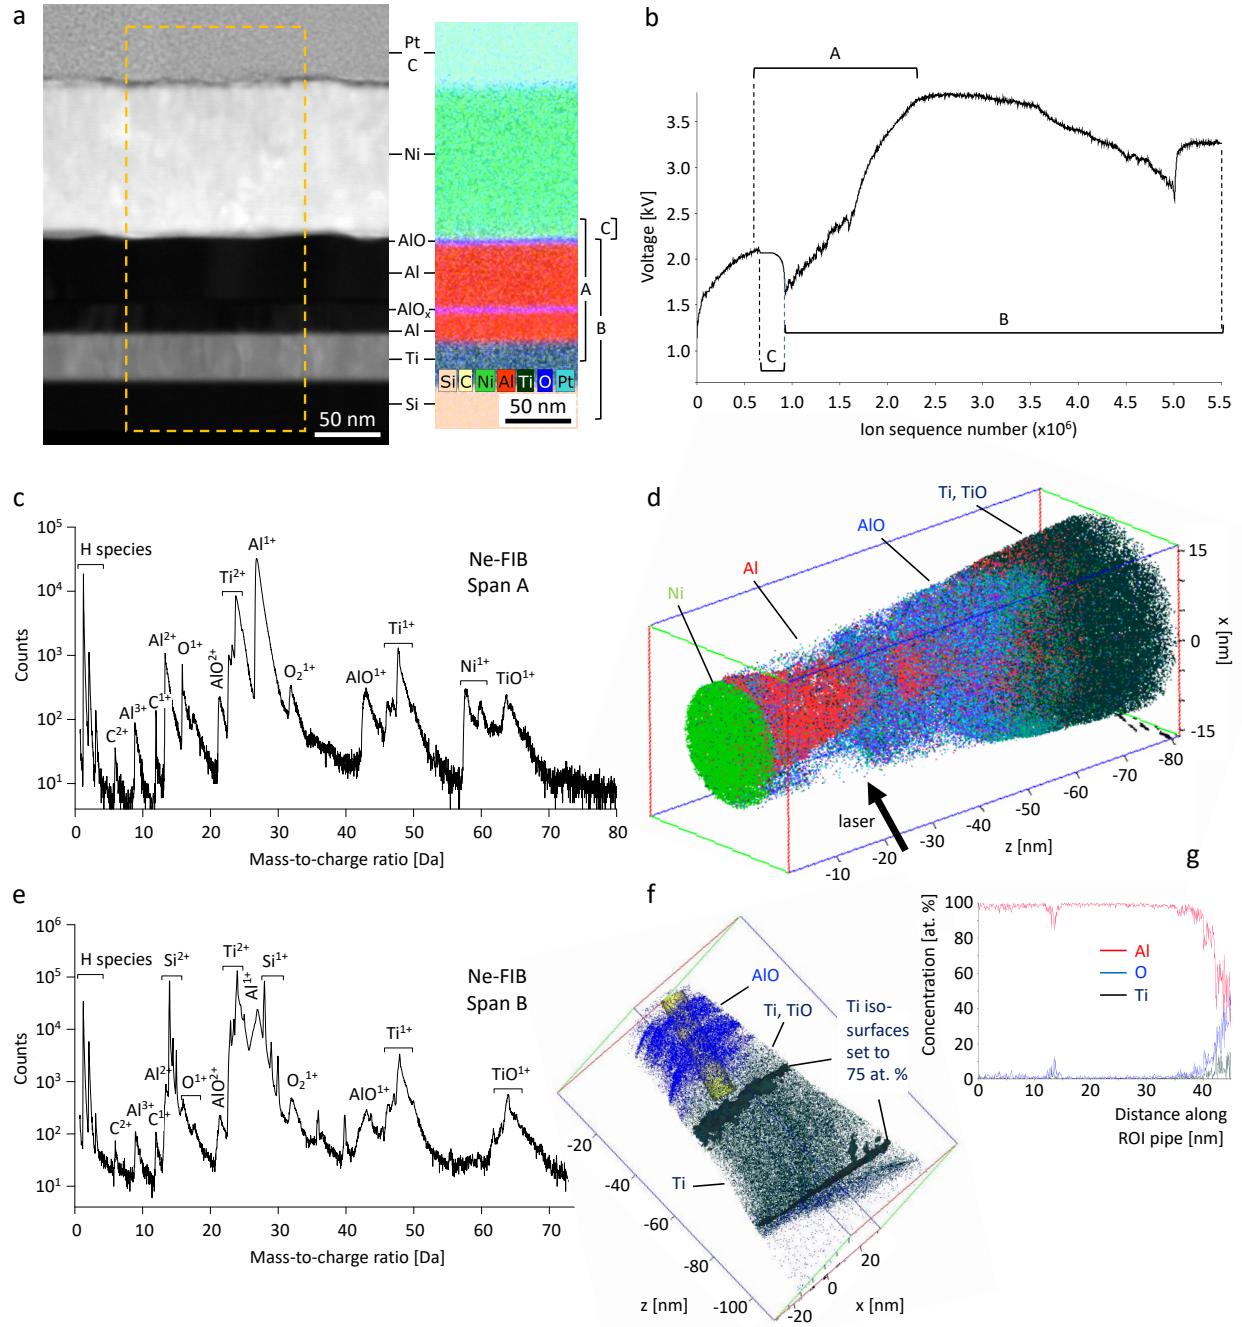 a
Pt
C
Ni
AlO
Al
AlOx
Al
Ti
Si
50 nm
C
A
B
Si C Ni Al Ti O Pt
50 nm
b
A
B
C
Voltage [kV]
3.5
3.0
2.5
2.0
1.5
1.0
0 0.5 1.0 1.5 2.0 2.5 3.0 3.5 4.0 4.5 5.0 5.5
Ion sequence number (x10⁶)
c
Counts
10⁵
10⁴
10³
10²
10¹
H species
C²⁺
Al³⁺
C¹⁺
Al²⁺
O¹⁺
AlO²⁺
Ti²⁺
Al¹⁺
O₂¹⁺
AlO¹⁺
Ti¹⁺
Ni¹⁺
TiO¹⁺
Ne-FIB
Span A
0 10 20 30 40 50 60 70 80
Mass-to-charge ratio [Da]
d
Ni
Al
AlO
Ti, TiO
laser
15
0
-15
x [nm]
-10 -20 -30 -40 -50 -60 -70 -80
z [nm]
e
Counts
10⁶
10⁵
10⁴
10³
10²
10¹
H species
C²⁺
Al³⁺
C¹⁺
Al²⁺
Si²⁺
O¹⁺
AlO²⁺
Ti²⁺
Al¹⁺
Si¹⁺
O₂¹⁺
AlO¹⁺
Ti¹⁺
TiO¹⁺
Ne-FIB
Span B
0 10 20 30 40 50 60 70
Mass-to-charge ratio [Da]
f
AlO
Ti, TiO
Ti iso-
surfaces
set to
75 at. %
Ti
-20
-40
-60
-80
-100
z [nm]
-20 0 20
x [nm]
g
Concentration [at. %]
100
80
60
40
20
0
Al
O
Ti
0 10 20 30 40
Distance along
ROI pipe [nm]